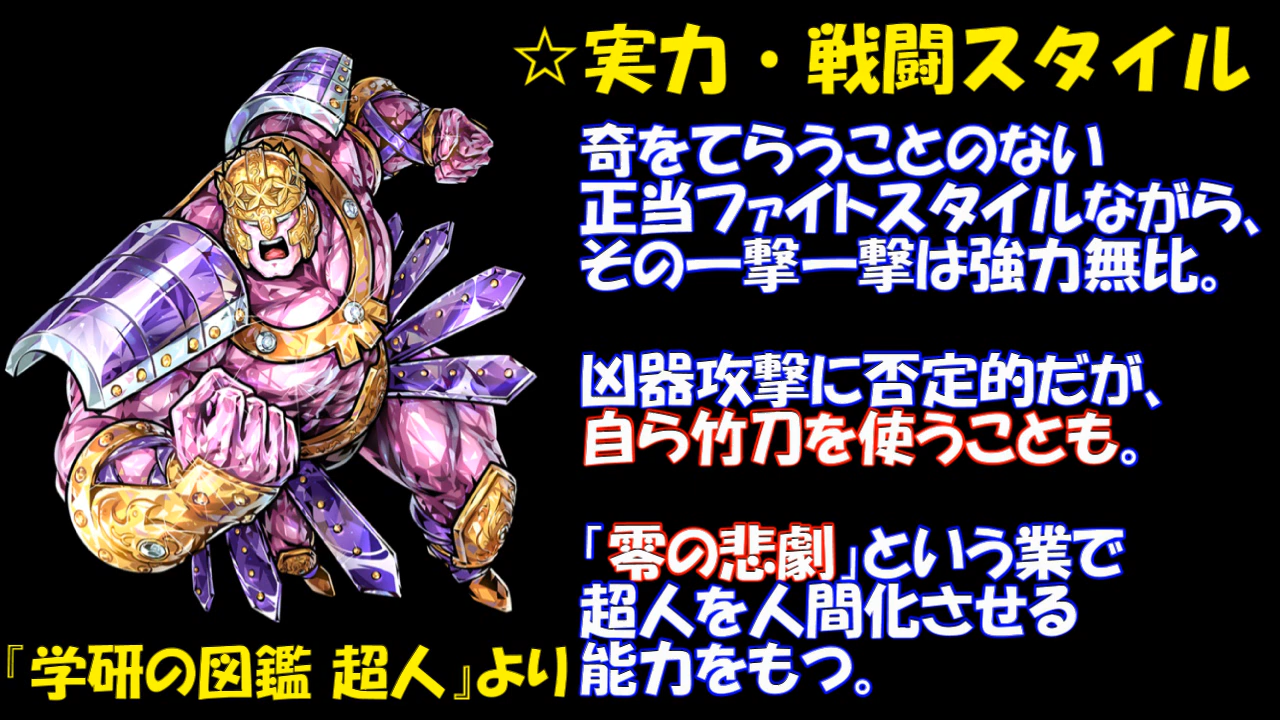 ☆実力・戦闘スタイル
奇をてらうことのない
正当ファイトスタイルながら、
その一撃一撃は強力無比。
凶器攻撃に否定的だが、
自ら竹刀を使うことも。
「零の悲劇」という業で
超人を人間化させる
能力をもつ。
『学研の図鑑 超人』より